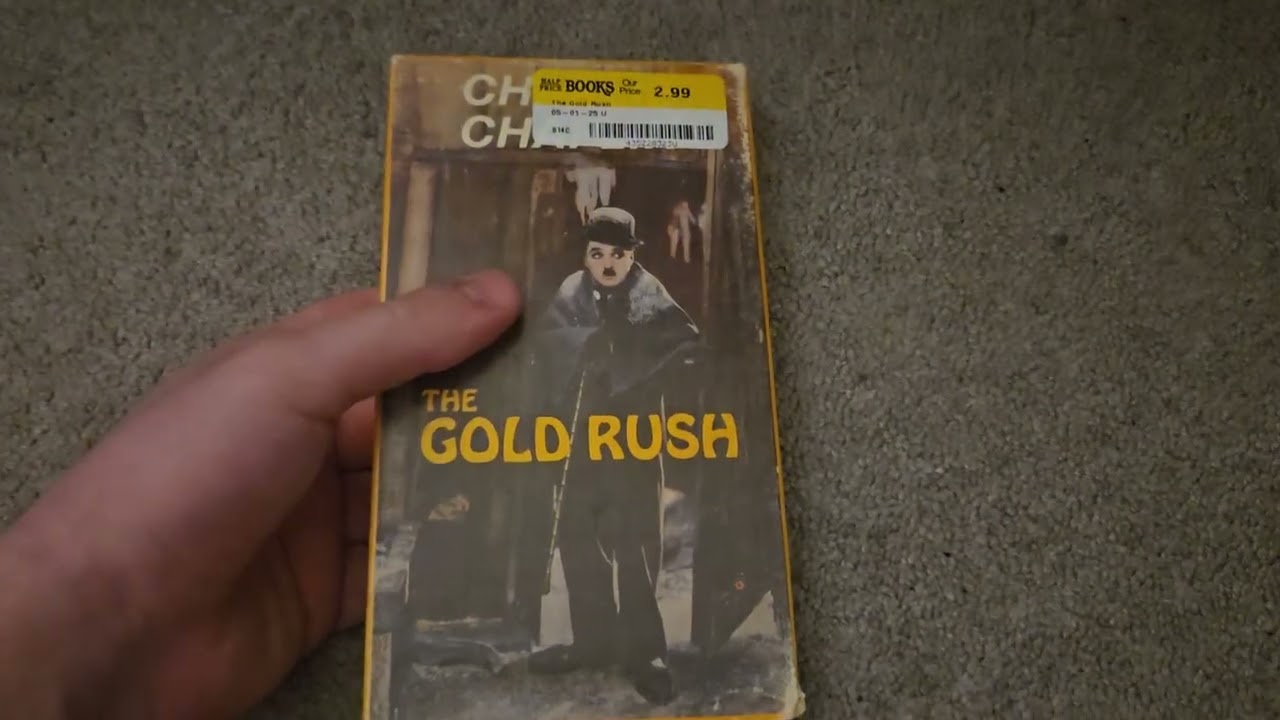 CH
HALF PRICE BOOKS Our Price 2.99
The Gold Rush
05-01-25 U
CHA
THE
GOLD RUSH